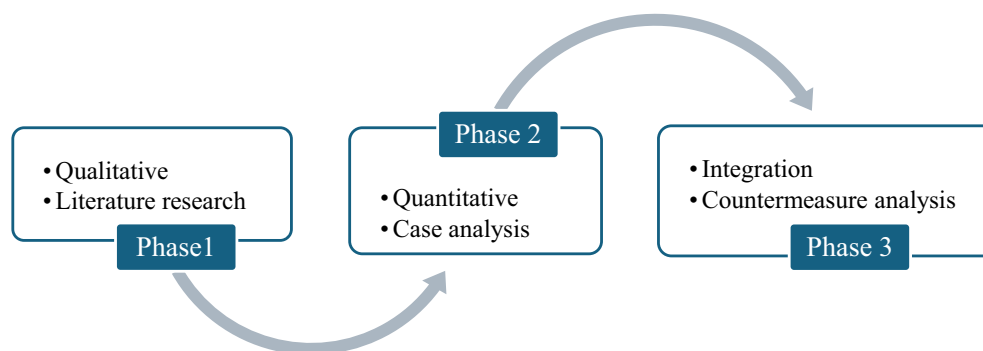 • Qualitative
• Literature research
Phase1
Phase 2
• Quantitative
• Case analysis
• Integration
• Countermeasure analysis
Phase 3